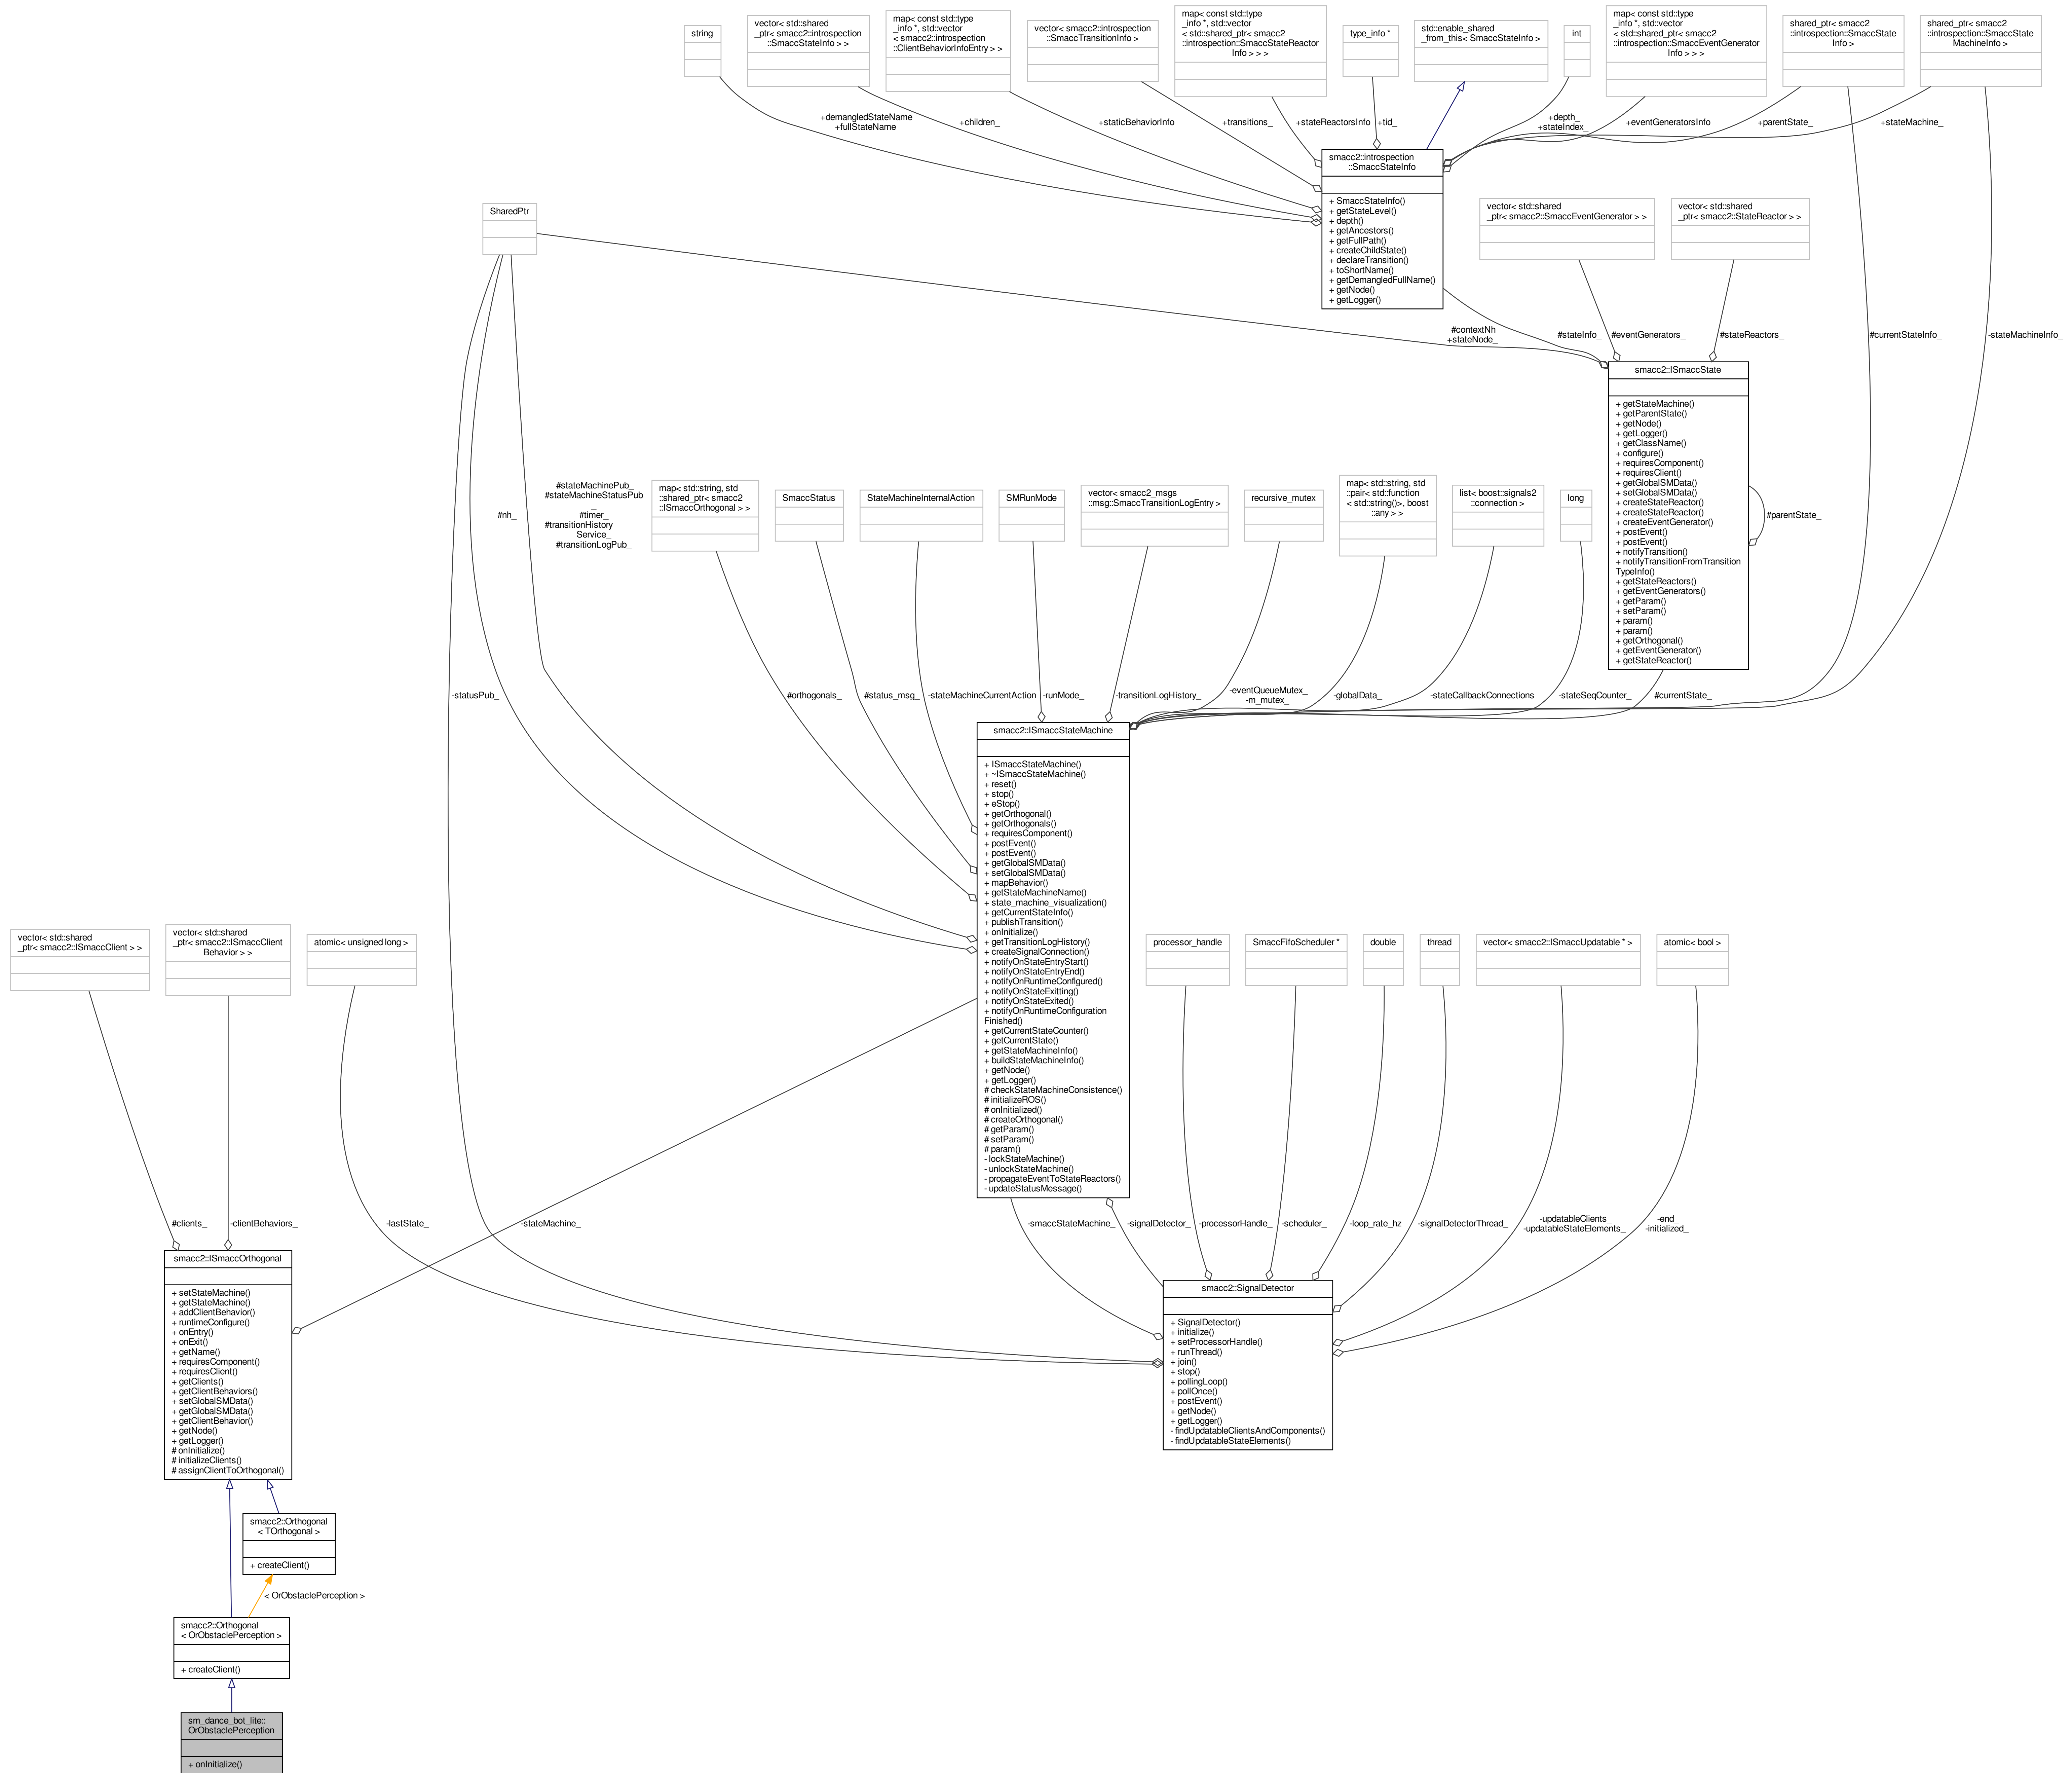 string
vector< std::shared
_ptr< smacc2::introspection
::SmaccStateInfo > >
map< const std::type
_info *, std::vector
< smacc2::introspection
::ClientBehaviorInfoEntry > >
vector< smacc2::introspection
::SmaccTransitionInfo >
map< const std::type
_info *, std::vector
< std::shared_ptr< smacc2
::introspection::SmaccStateReactor
Info > > >
type_info *
std::enable_shared
_from_this< SmaccStateInfo >
int
map< const std::type
_info *, std::vector
< std::shared_ptr< smacc2
::introspection::SmaccEventGenerator
Info > > >
shared_ptr< smacc2
::introspection::SmaccState
Info >
shared_ptr< smacc2
::introspection::SmaccState
MachineInfo >
+demangledStateName
+fullStateName
+children_
+staticBehaviorInfo
+transitions_
+stateReactorsInfo
+tid_
+depth_
+stateIndex_
+eventGeneratorsInfo
+parentState_
+stateMachine_
smacc2::introspection
::SmaccStateInfo
+ SmaccStateInfo()
+ getStateLevel()
+ depth()
+ getAncestors()
+ getFullPath()
+ createChildState()
+ declareTransition()
+ toShortName()
+ getDemangledFullName()
+ getNode()
+ getLogger()
SharedPtr
vector< std::shared
_ptr< smacc2::SmaccEventGenerator > >
vector< std::shared
_ptr< smacc2::StateReactor > >
#contextNh
+stateNode_
#stateInfo_
#eventGenerators_
#stateReactors_
#currentStateInfo_
-stateMachineInfo_
smacc2::ISmaccState
+ getStateMachine()
+ getParentState()
+ getNode()
+ getLogger()
+ getClassName()
+ configure()
+ requiresComponent()
+ requiresClient()
+ getGlobalSMData()
+ setGlobalSMData()
+ createStateReactor()
+ createStateReactor()
+ createEventGenerator()
+ postEvent()
+ postEvent()
+ notifyTransition()
+ notifyTransitionFromTransition
TypeInfo()
+ getStateReactors()
+ getEventGenerators()
+ getParam()
+ setParam()
+ param()
+ param()
+ getOrthogonal()
+ getEventGenerator()
+ getStateReactor()
#parentState_
#nh_
#stateMachinePub_
#stateMachineStatusPub
_
#timer_
#transitionHistory
Service_
#transitionLogPub_
map< std::string, std
::shared_ptr< smacc2
::ISmaccOrthogonal > >
SmaccStatus
StateMachineInternalAction
SMRunMode
vector< smacc2_msgs
::msg::SmaccTransitionLogEntry >
recursive_mutex
map< std::string, std
::pair< std::function
< std::string()>, boost
::any > >
list< boost::signals2
::connection >
long
-statusPub_
#orthogonals_
#status_msg_
-stateMachineCurrentAction
-runMode_
-transitionLogHistory_
-eventQueueMutex_
-m_mutex_
-globalData_
-stateCallbackConnections
-stateSeqCounter_
#currentState_
smacc2::ISmaccStateMachine
+ ISmaccStateMachine()
+ ~ISmaccStateMachine()
+ reset()
+ stop()
+ eStop()
+ getOrthogonal()
+ getOrthogonals()
+ requiresComponent()
+ postEvent()
+ postEvent()
+ getGlobalSMData()
+ setGlobalSMData()
+ mapBehavior()
+ getStateMachineName()
+ state_machine_visualization()
+ getCurrentStateInfo()
+ publishTransition()
+ onInitialize()
+ getTransitionLogHistory()
+ createSignalConnection()
+ notifyOnStateEntryStart()
+ notifyOnStateEntryEnd()
+ notifyOnRuntimeConfigured()
+ notifyOnStateExitting()
+ notifyOnStateExited()
+ notifyOnRuntimeConfiguration
Finished()
+ getCurrentStateCounter()
+ getCurrentState()
+ getStateMachineInfo()
+ buildStateMachineInfo()
+ getNode()
+ getLogger()
# checkStateMachineConsistence()
# initializeROS()
# onInitialized()
# createOrthogonal()
# getParam()
# setParam()
# param()
- lockStateMachine()
- unlockStateMachine()
- propagateEventToStateReactors()
- updateStatusMessage()
vector< std::shared
_ptr< smacc2::ISmaccClient > >
vector< std::shared
_ptr< smacc2::ISmaccClient
Behavior > >
atomic< unsigned long >
processor_handle
SmaccFifoScheduler *
double
thread
vector< smacc2::ISmaccUpdatable * >
atomic< bool >
#clients_
-clientBehaviors_
-lastState_
-stateMachine_
-smaccStateMachine_
-signalDetector_
-processorHandle_
-scheduler_
-loop_rate_hz
-signalDetectorThread_
-updatableClients_
-updatableStateElements_
-end_
-initialized_
smacc2::ISmaccOrthogonal
+ setStateMachine()
+ getStateMachine()
+ addClientBehavior()
+ runtimeConfigure()
+ onEntry()
+ onExit()
+ getName()
+ requiresComponent()
+ requiresClient()
+ getClients()
+ getClientBehaviors()
+ setGlobalSMData()
+ getGlobalSMData()
+ getClientBehavior()
+ getNode()
+ getLogger()
# onInitialize()
# initializeClients()
# assignClientToOrthogonal()
smacc2::SignalDetector
+ SignalDetector()
+ initialize()
+ setProcessorHandle()
+ runThread()
+ join()
+ stop()
+ pollingLoop()
+ pollOnce()
+ postEvent()
+ getNode()
+ getLogger()
- findUpdatableClientsAndComponents()
- findUpdatableStateElements()
smacc2::Orthogonal
< TOrthogonal >
+ createClient()
< OrObstaclePerception >
smacc2::Orthogonal
< OrObstaclePerception >
+ createClient()
sm_dance_bot_lite::
OrObstaclePerception
+ onInitialize()